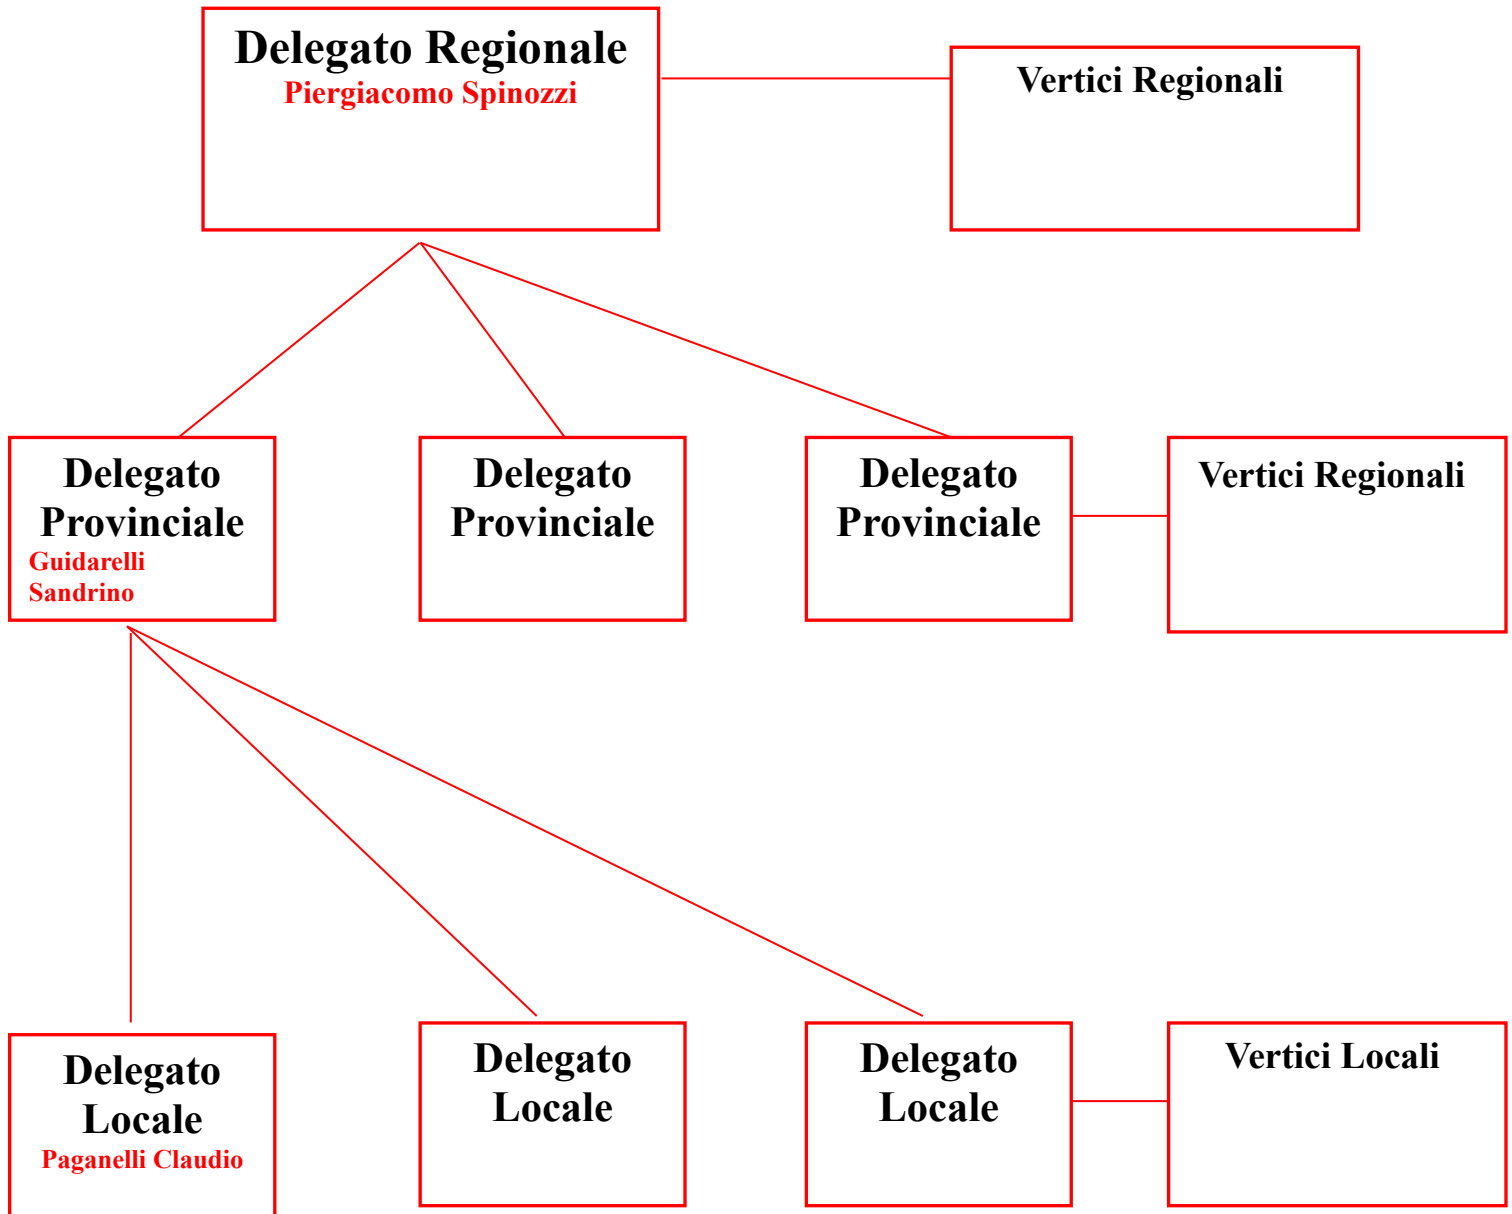 Delegato Regionale
Piergiacomo Spinozzi
Vertici Regionali
Delegato
Provinciale
Guidarelli
Sandrino
Delegato
Provinciale
Delegato
Provinciale
Vertici Regionali
Delegato
Locale
Paganelli Claudio
Delegato
Locale
Delegato
Locale
Vertici Locali